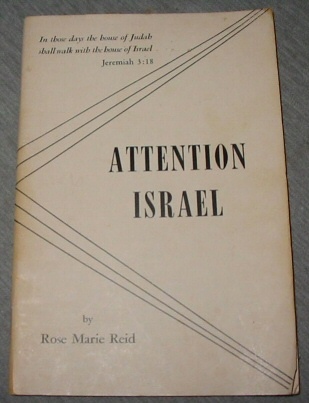 In those days the house of Judah
shall walk with the house of Israel
Jeremiah 3:18
ATTENTION
ISRAEL
by
Rose Marie Reid